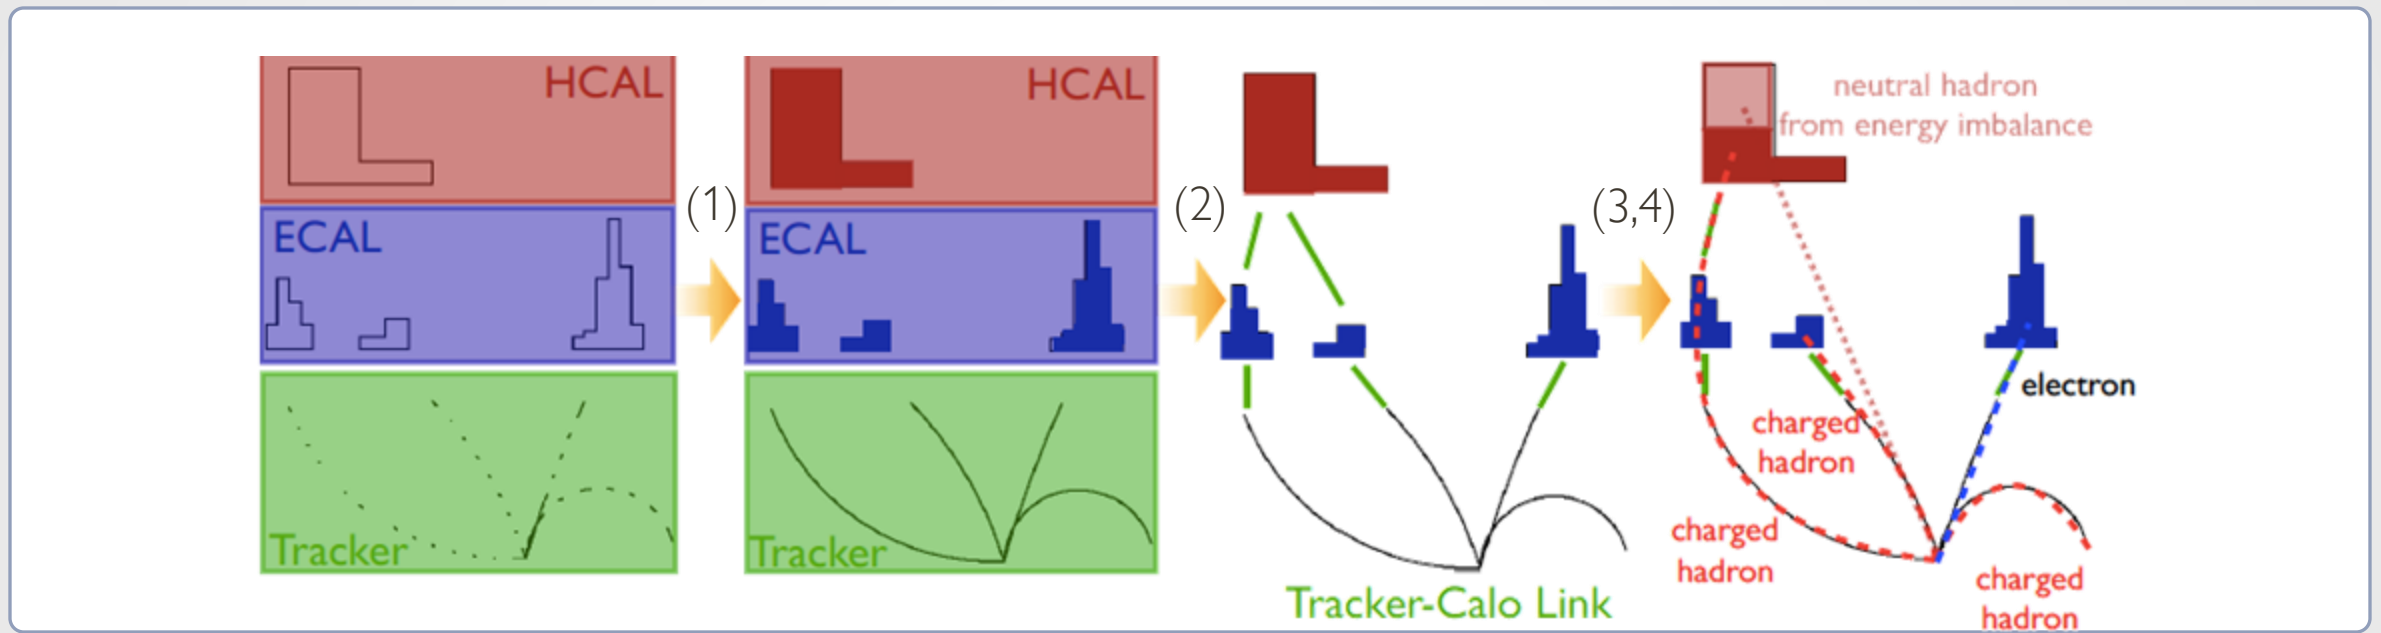 HCAL
ECAL
Tracker
(1)
HCAL
ECAL
Tracker
(2)
Tracker-Calo Link
(3,4)
neutral hadron
from energy imbalance
electron
charged
hadron
charged
hadron
charged
hadron